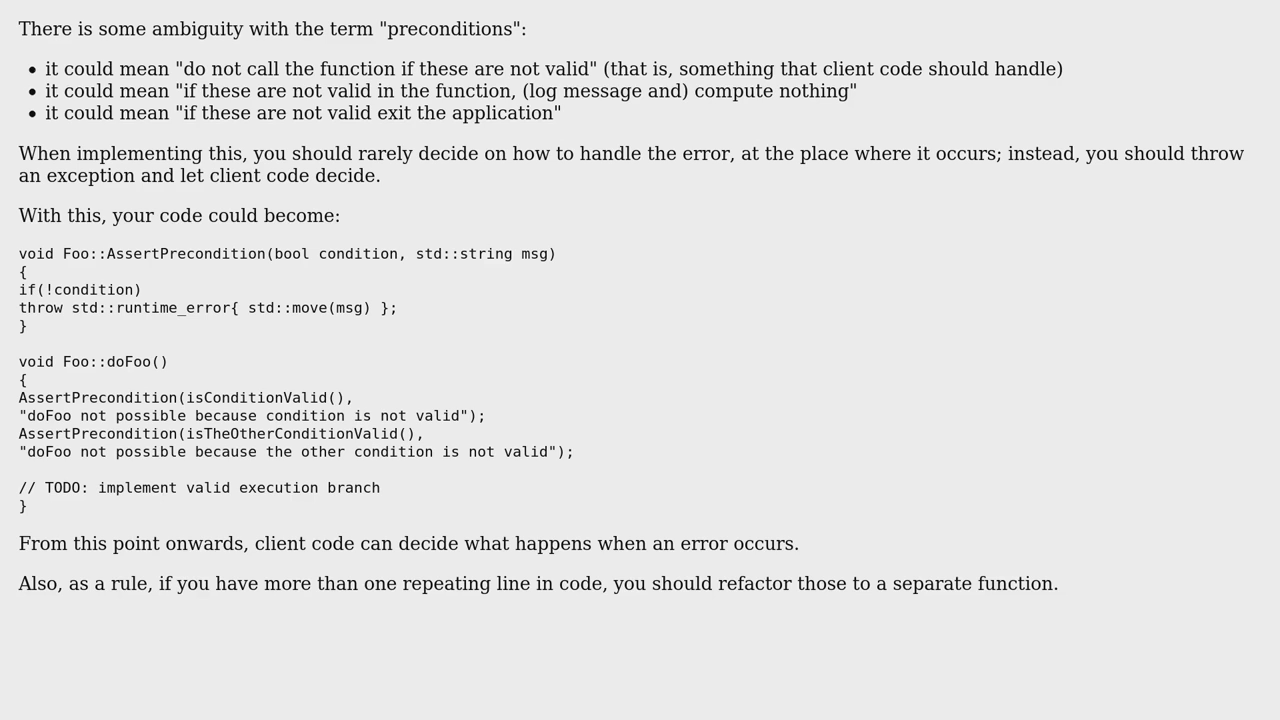 There is some ambiguity with the term "preconditions":
• it could mean "do not call the function if these are not valid" (that is, something that client code should handle)
• it could mean "if these are not valid in the function, (log message and) compute nothing"
• it could mean "if these are not valid exit the application"
When implementing this, you should rarely decide on how to handle the error, at the place where it occurs; instead, you should throw
an exception and let client code decide.
With this, your code could become:
void Foo::AssertPrecondition(bool condition, std::string msg)
{
if(!condition)
throw std::runtime_error{ std::move(msg) };
}
void Foo::doFoo()
{
AssertPrecondition(isConditionValid(),
"doFoo not possible because condition is not valid");
AssertPrecondition(isTheOtherConditionValid(),
"doFoo not possible because the other condition is not valid");
// TODO: implement valid execution branch
}
From this point onwards, client code can decide what happens when an error occurs.
Also, as a rule, if you have more than one repeating line in code, you should refactor those to a separate function.